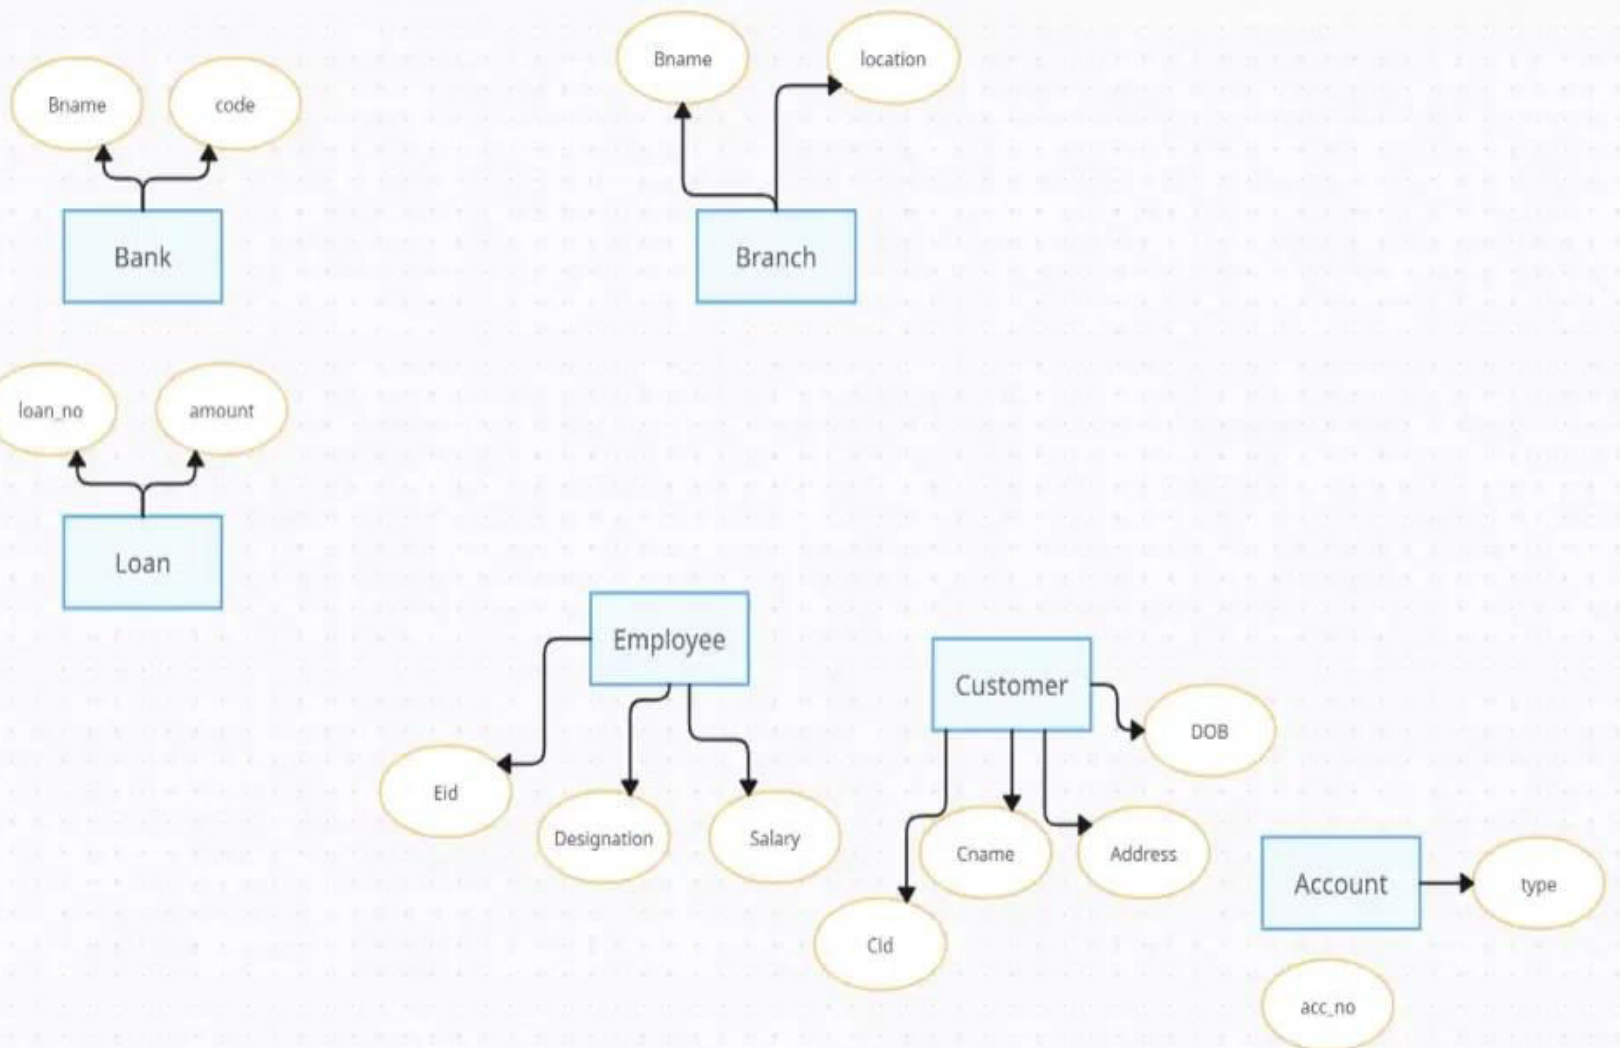 Bname
location
Bname
code
Bank
Branch
loan_no
amount
Loan
Employee
Customer
DOB
Eid
Designation
Salary
Cname
Address
Account
type
CId
acc_no